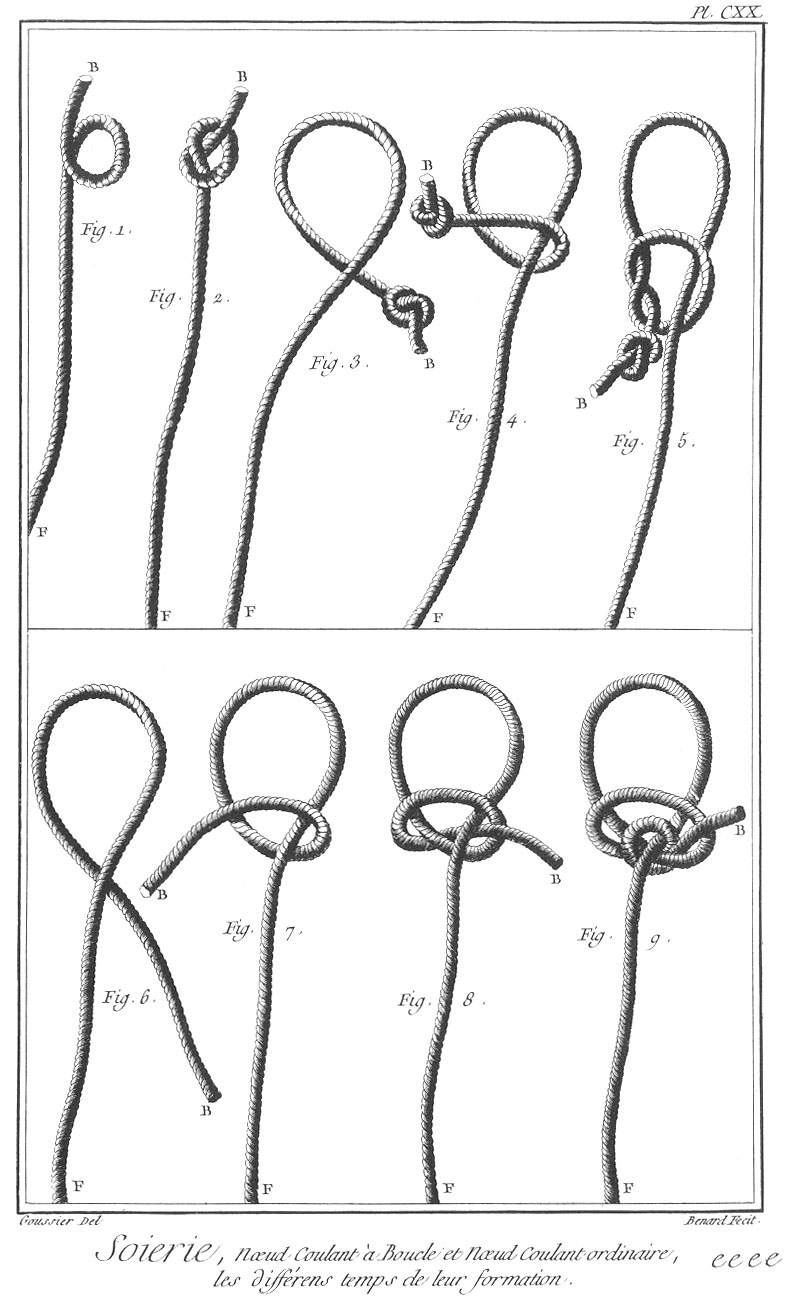 Pl. CXX.
B
B
B
Fig. 1.
Fig. 2.
Fig. 3.
B
Fig. 4.
B
Fig. 5.
F
F
F
F
F
B
B
B
Fig. 7.
Fig. 9.
Fig. 6.
Fig. 8.
B
F
F
F
F
Goussier Del.
Benard Fecit.
Soierie, Nœud Coulant à Boucle et Nœud Coulant ordinaire,
eeee
les différens temps de leur formation.